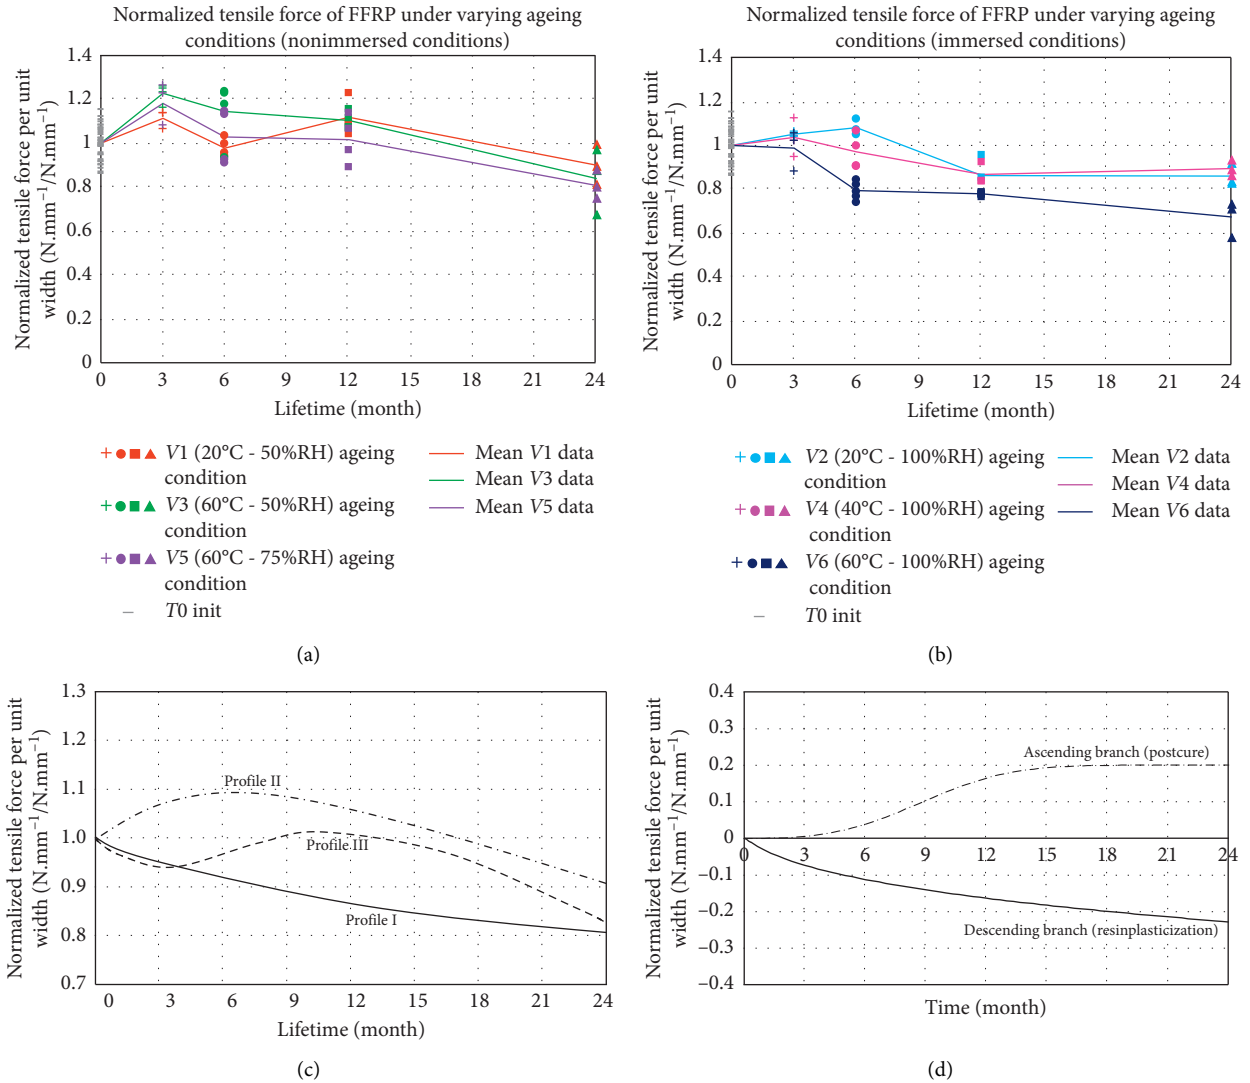 Normalized tensile force of FFRP under varying ageing
conditions (nonimmersed conditions)
Normalized tensile force per unit
width (N.mm⁻¹/N.mm⁻¹)
1.4
1.2
1
0.8
0.6
0.4
0.2
0
0 3 6 9 12 15 18 21 24
Lifetime (month)
V1 (20°C - 50%RH) ageing
condition
V3 (60°C - 50%RH) ageing
condition
V5 (60°C - 75%RH) ageing
condition
T0 init
Mean V1 data
Mean V3 data
Mean V5 data
(a)
Normalized tensile force of FFRP under varying ageing
conditions (immersed conditions)
Normalized tensile force per unit
width (N.mm⁻¹/N.mm⁻¹)
1.4
1.2
1
0.8
0.6
0.4
0.2
0
0 3 6 9 12 15 18 21 24
Lifetime (month)
V2 (20°C - 100%RH) ageing
condition
V4 (40°C - 100%RH) ageing
condition
V6 (60°C - 100%RH) ageing
condition
T0 init
Mean V2 data
Mean V4 data
Mean V6 data
(b)
Normalized tensile force per unit
width (N.mm⁻¹/N.mm⁻¹)
1.3
1.2
1.1
1.0
0.9
0.8
0.7
Profile II
Profile III
Profile I
0 3 6 9 12 15 18 21 24
Lifetime (month)
(c)
Normalized tensile force per unit
width (N.mm⁻¹/N.mm⁻¹)
0.4
0.3
0.2
0.1
0
–0.1
–0.2
–0.3
–0.4
Ascending branch (postcure)
0 3 6 9 12 15 18 21 24
Descending branch (resinplasticization)
Time (month)
(d)